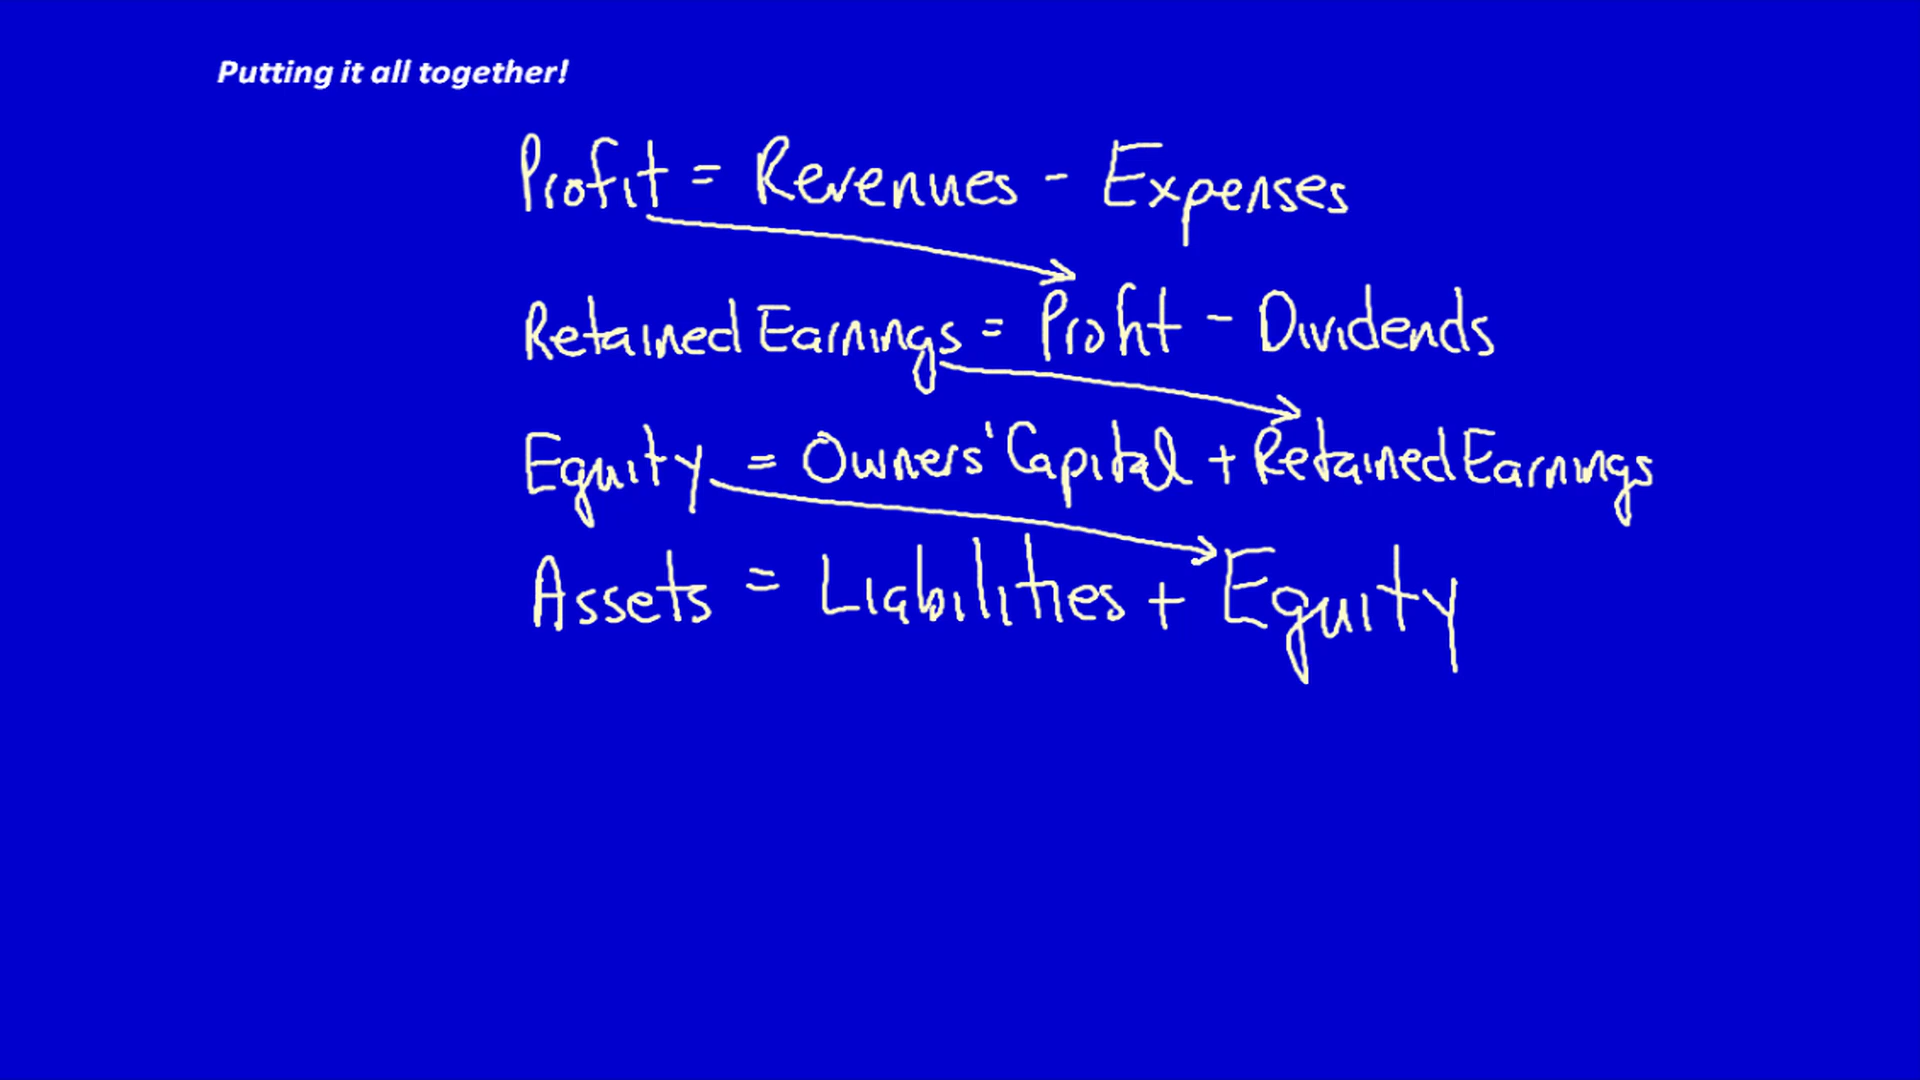 Putting it all together!
Profit = Revenues - Expenses
Retained Earnings = Profit - Dividends
Equity = Owners' Capital + Retained Earnings
Assets = Liabilities + Equity